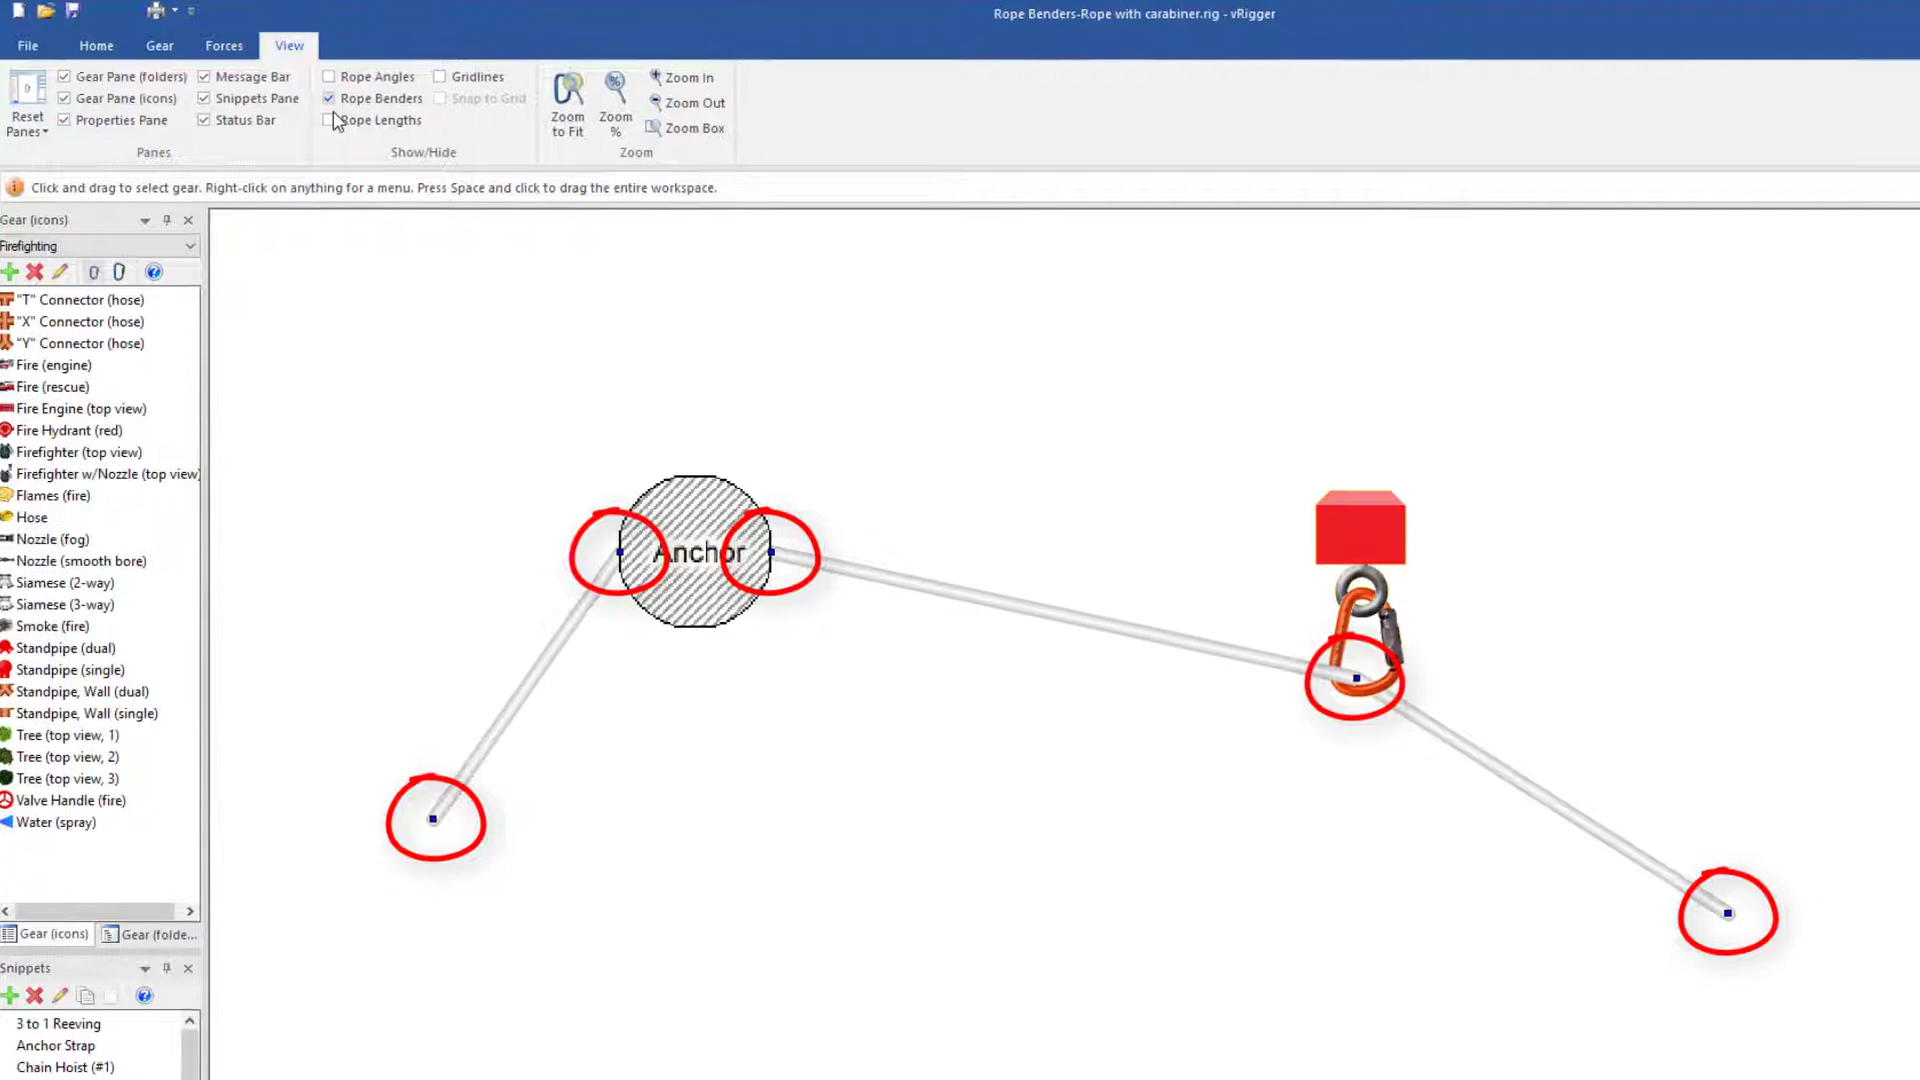 Rope Benders-Rope with carabiner.rig - vRigger
File Home Gear Forces View
Reset Panes
Gear Pane (folders) Message Bar
Gear Pane (icons) Snippets Pane
Properties Pane Status Bar
Panes
Rope Angles Gridlines
Rope Benders Snap to Grid
Rope Lengths
Show/Hide
Zoom to Fit
Zoom %
Zoom In
Zoom Out
Zoom Box
Zoom
Click and drag to select gear. Right-click on anything for a menu. Press Space and click to drag the entire workspace.
Gear (icons)
Firefighting
"T" Connector (hose)
"X" Connector (hose)
"Y" Connector (hose)
Fire (engine)
Fire (rescue)
Fire Engine (top view)
Fire Hydrant (red)
Firefighter (top view)
Firefighter w/Nozzle (top view)
Flames (fire)
Hose
Nozzle (fog)
Nozzle (smooth bore)
Siamese (2-way)
Siamese (3-way)
Smoke (fire)
Standpipe (dual)
Standpipe (single)
Standpipe, Wall (dual)
Standpipe, Wall (single)
Tree (top view, 1)
Tree (top view, 2)
Tree (top view, 3)
Valve Handle (fire)
Water (spray)
Gear (icons) Gear (folde...
Snippets
3 to 1 Reeving
Anchor Strap
Chain Hoist (#1)
Anchor